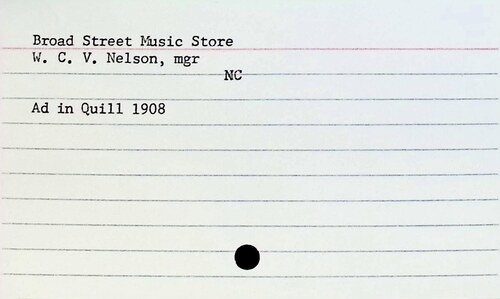 Broad Street Music Store
W. C. V. Nelson, mgr
NC
Ad in Quill 1908